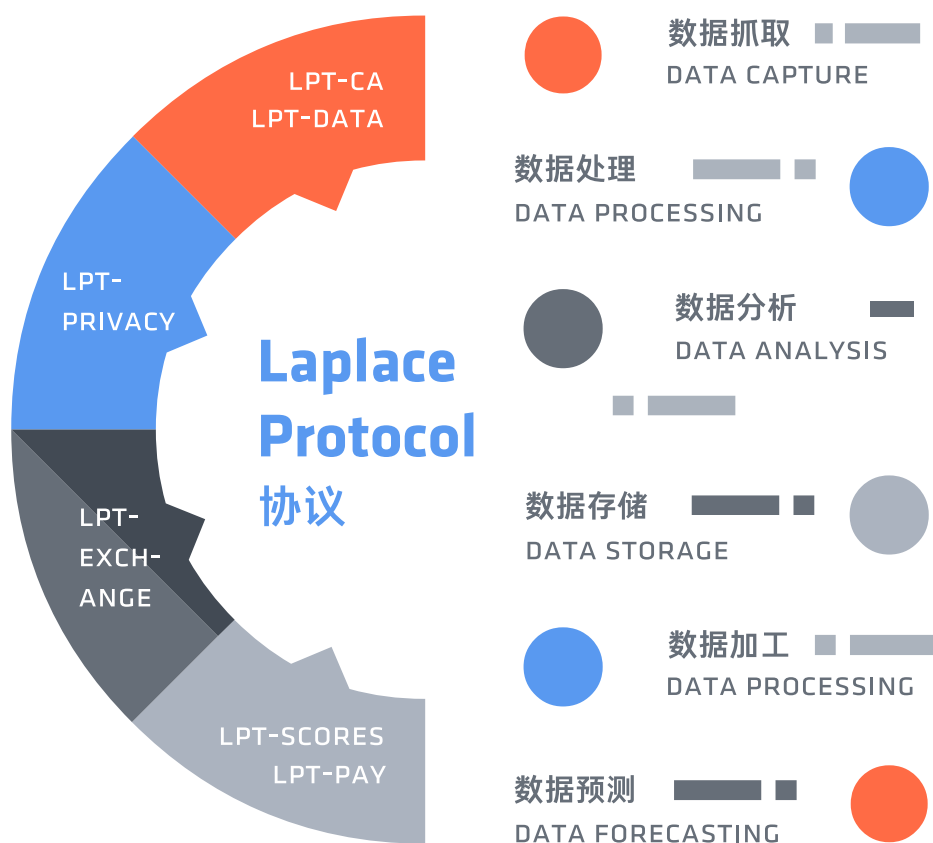 LPT-CA
LPT-DATA
LPT-
PRIVACY
LPT-
EXCH-
ANGE
LPT-SCORES
LPT-PAY
Laplace
Protocol
协议
数据抓取
DATA CAPTURE
数据处理
DATA PROCESSING
数据分析
DATA ANALYSIS
数据存储
DATA STORAGE
数据加工
DATA PROCESSING
数据预测
DATA FORECASTING